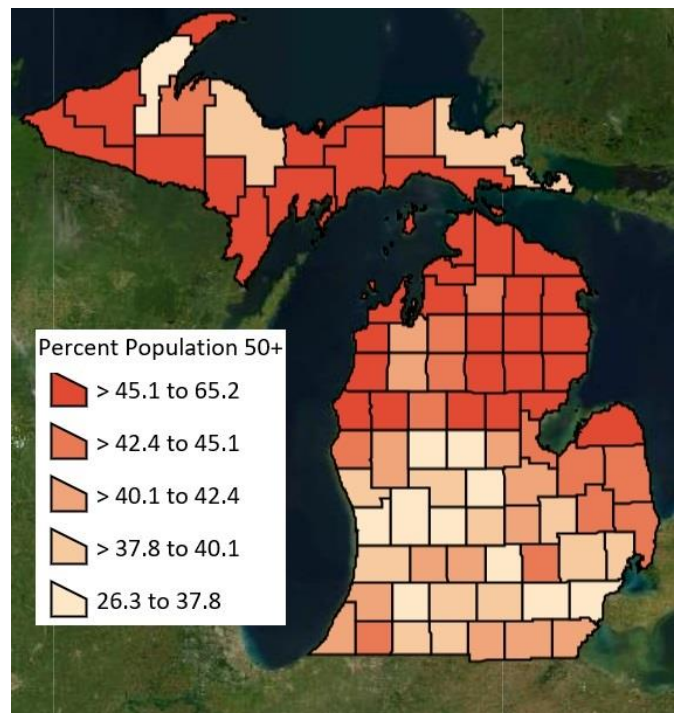 Percent Population 50+
> 45.1 to 65.2
> 42.4 to 45.1
> 40.1 to 42.4
> 37.8 to 40.1
26.3 to 37.8